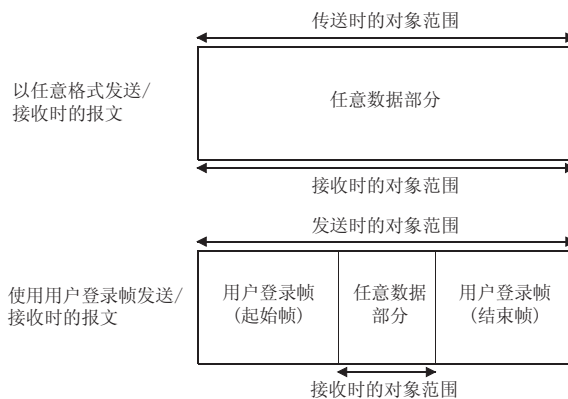 传送时的对象范围
以任意格式发送/
接收时的报文
任意数据部分
接收时的对象范围
发送时的对象范围
使用用户登录帧发送/
接收时的报文
用户登录帧
(起始帧)
任意数据
部分
用户登录帧
(结束帧)
接收时的对象范围